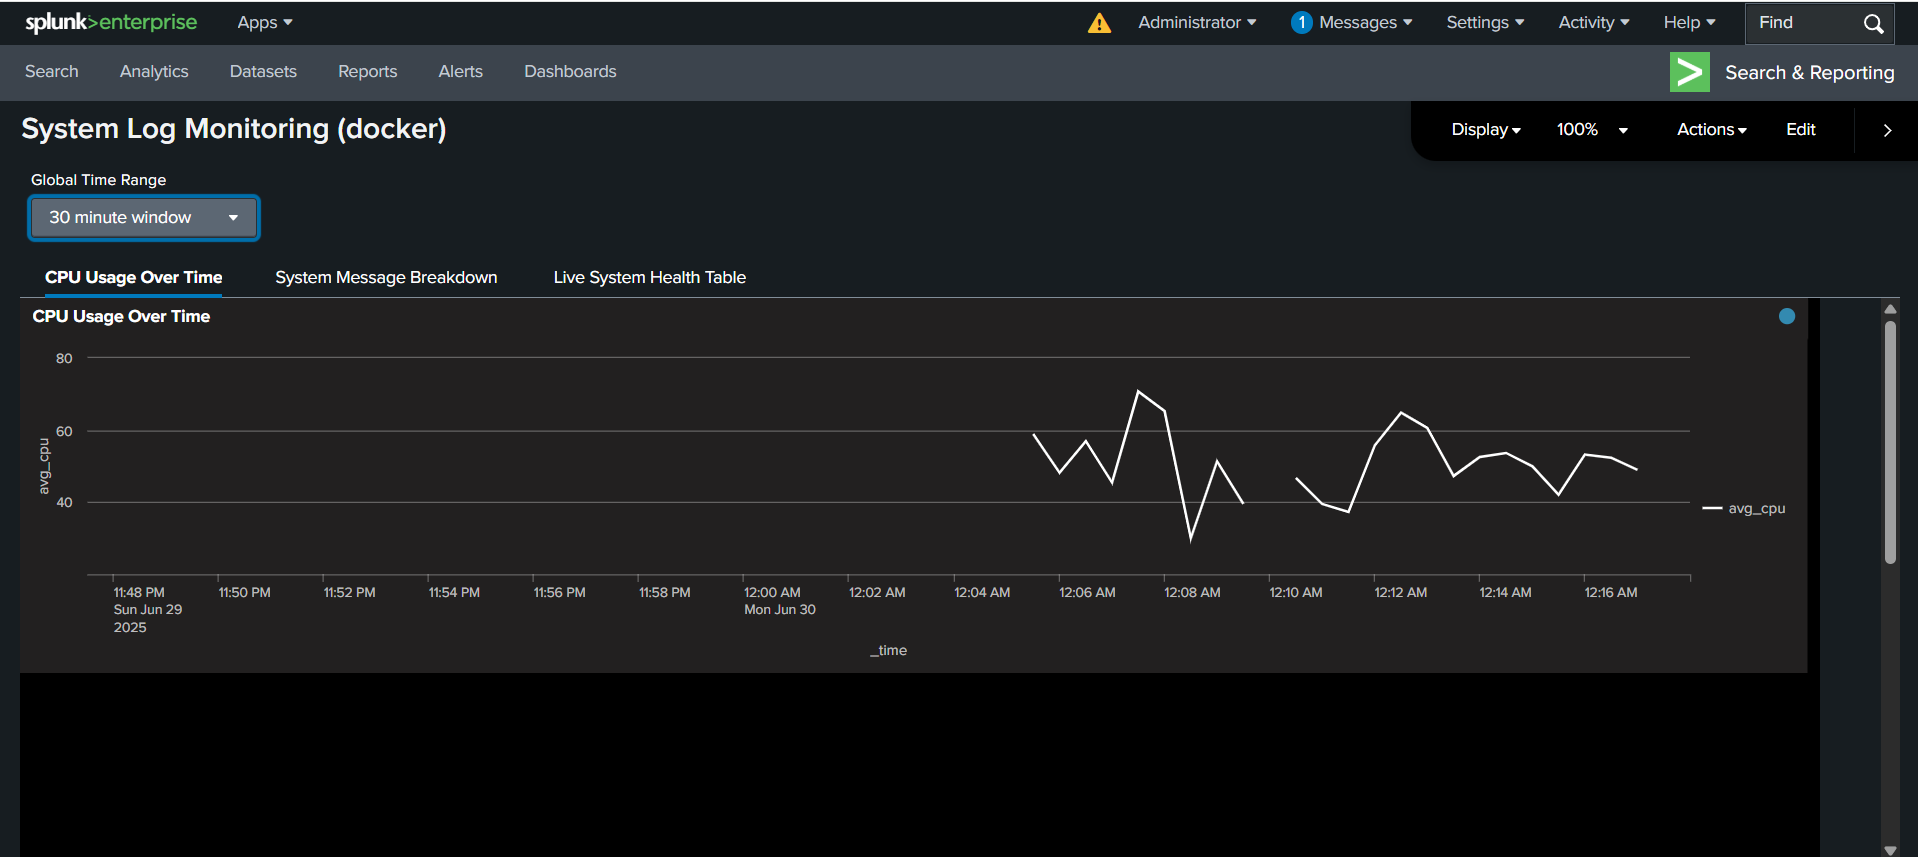 splunk>enterprise Apps Administrator 1 Messages Settings Activity Help Find
Search Analytics Datasets Reports Alerts Dashboards > Search & Reporting
System Log Monitoring (docker)
Display 100% Actions Edit
Global Time Range
30 minute window
CPU Usage Over Time System Message Breakdown Live System Health Table
CPU Usage Over Time
80
60
40
avg_cpu
avg_cpu
11:48 PM 11:50 PM 11:52 PM 11:54 PM 11:56 PM 11:58 PM 12:00 AM 12:02 AM 12:04 AM 12:06 AM 12:08 AM 12:10 AM 12:12 AM 12:14 AM 12:16 AM
Sun Jun 29 Mon Jun 30
2025
_time